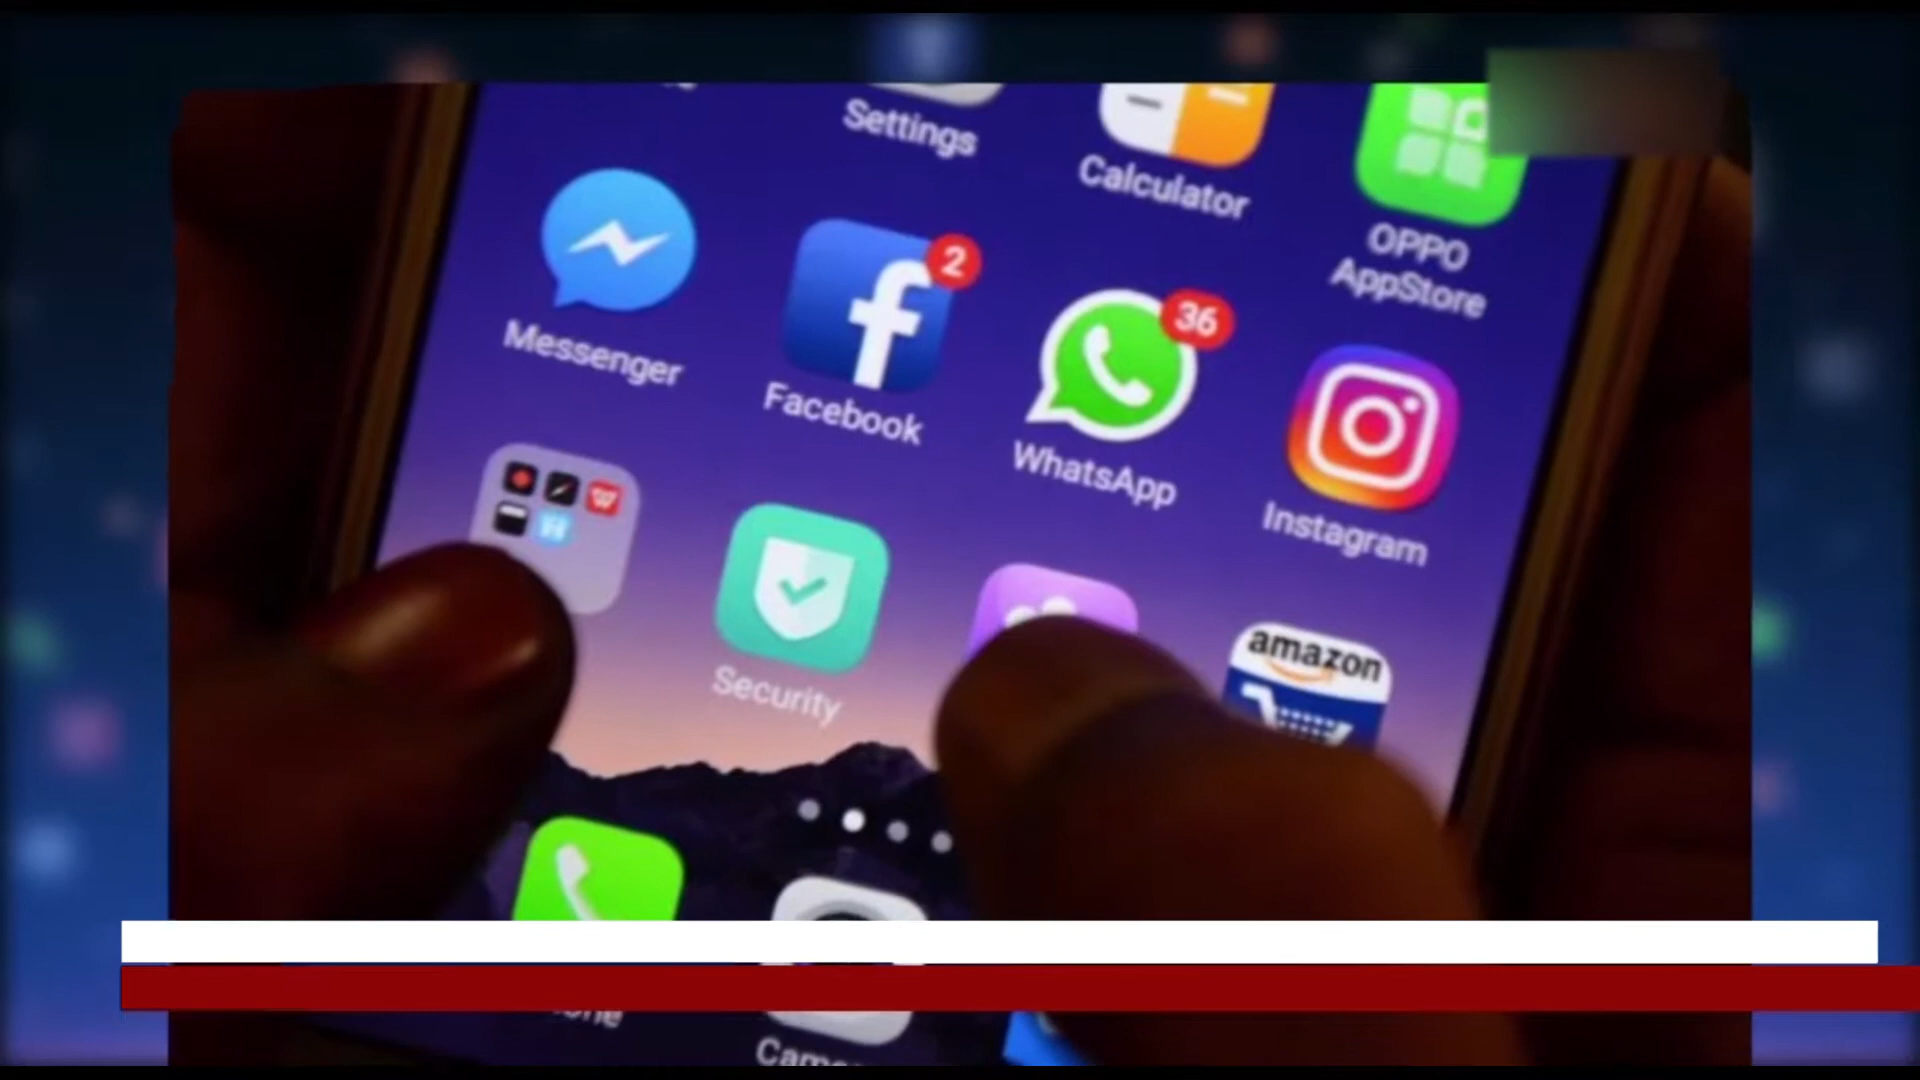 Settings
Calculator
OPPO
AppStore
Messenger
2
Facebook
36
WhatsApp
Instagram
Security
amazon